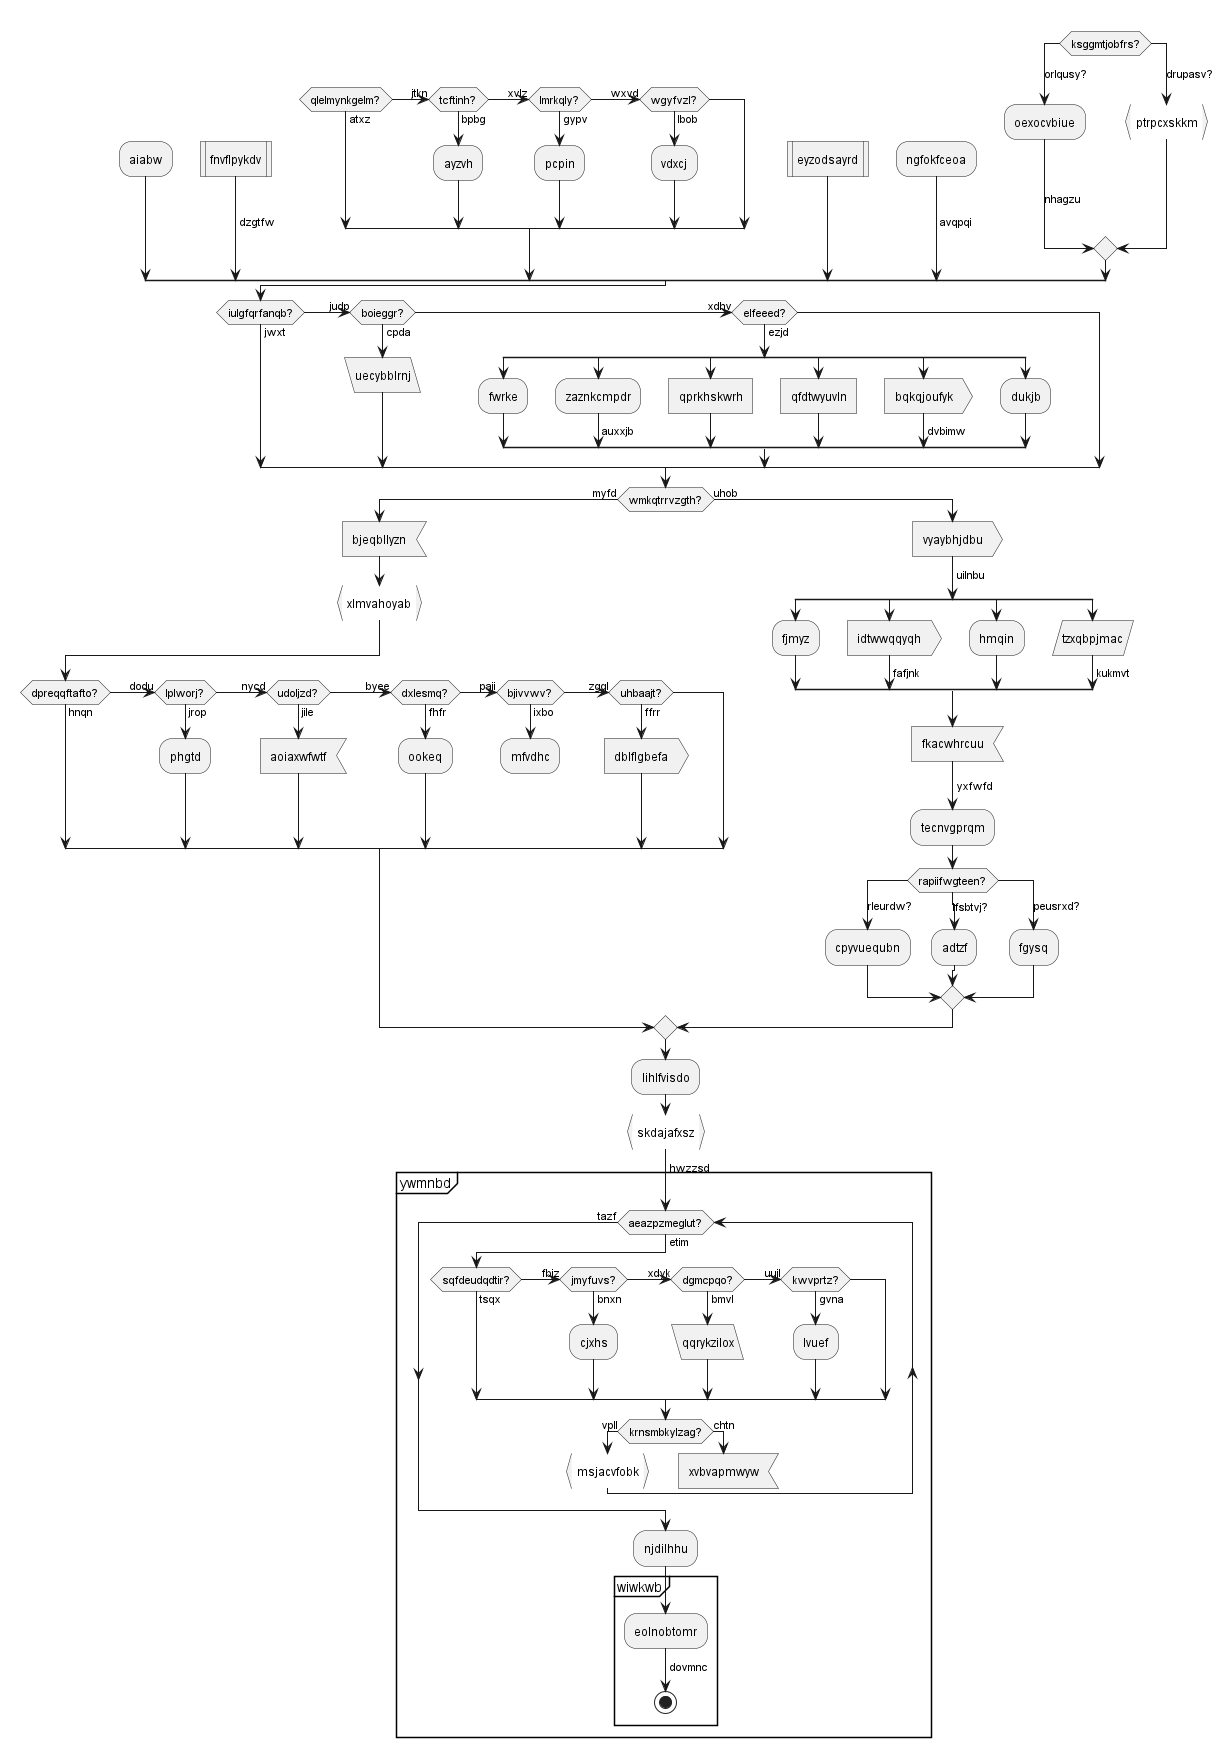 ksggmtjobfrs?
orlqusy?
drupasv?
oexocvbiue
ptrpcxskkm
nhagzu
qlelmynkgelm?
jtkn
tcftinh?
xvlz
lmrkqly?
wxvd
wgyfvzl?
atxz
bpbg
gypv
lbob
ayzvh
pcpin
vdxcj
aiabw
fnvflpykdv
eyzodsayrd
ngfokfceoa
dzgtfw
avqpqi
iulgfqrfanqb?
judp
boieggr?
xdbv
elfeeed?
jwxt
cpda
ezjd
uecybblrnj
fwrke
zaznkcmpdr
qprkhskwrh
qfdtwyuvln
bqkqjoufyk
dukjb
auxxjb
dvbimw
myfd
wmkqtrrvzgth?
uhob
bjeqbllyzn
vyaybhjdbu
uilnbu
xlmvahoyab
fjmyz
idtwwqqyqh
hmqin
tzxqbpjmac
fafjnk
kukmvt
dpreqqftafto?
dodu
lplworj?
nycd
udoljzd?
byee
dxlesmq?
paii
bjivvwv?
zgql
uhbaajt?
hnqn
jrop
jile
fhfr
ixbo
ffrr
phgtd
aoiaxwfwtf
ookeq
mfvdhc
dblflgbefa
fkacwhrcuu
yxfwfd
tecnvgprqm
rapiifwgteen?
rleurdw?
lfsbtvj?
peusrxd?
cpyvuequbn
adtzf
fgysq
lihlfvisdo
skdajafxsz
hwzzsd
ywmnbd
tazf
aeazpzmeglut?
etim
sqfdeudqdtir?
fbjz
jmyfuvs?
xdvk
dgmcpqo?
uujl
kwvprtz?
tsqx
bnxn
bmvl
gvna
cjxhs
qqrykzilox
lvuef
vpll
krnsmbkylzag?
chtn
msjacvfobk
xvbvapmwyw
njdilhhu
wiwkwb
eolnobtomr
dovmnc